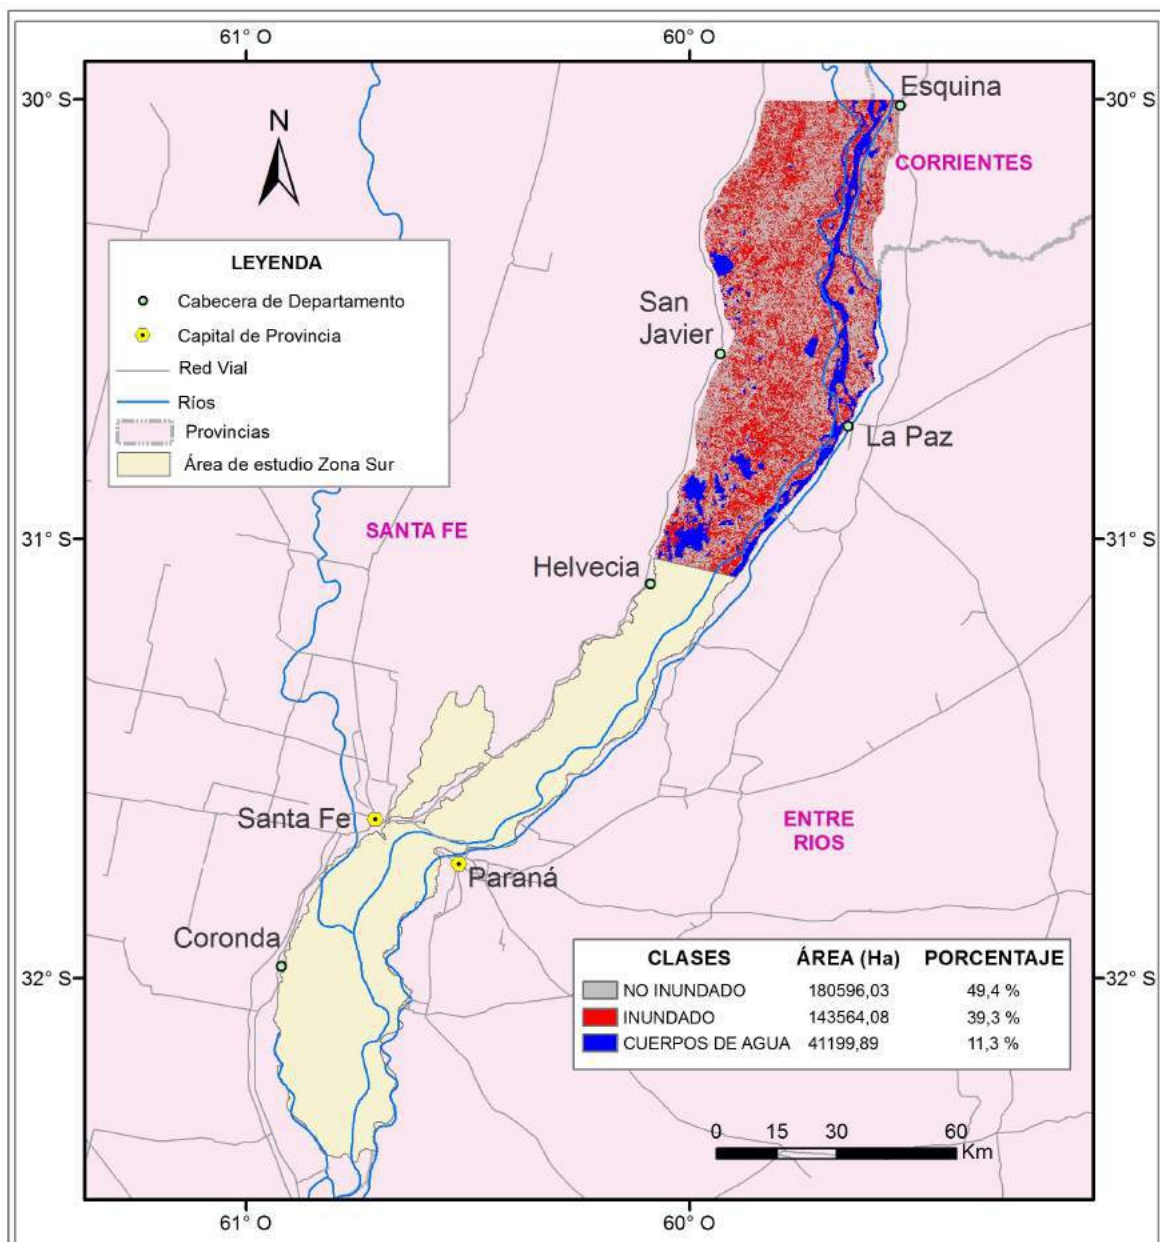 61° O
60° O
30° S
30° S
Esquina
N
CORRIENTES
LEYENDA
Cabecera de Departamento
Capital de Provincia
Red Vial
Ríos
Provincias
Área de estudio Zona Sur
San
Javier
La Paz
31° S
31° S
SANTA FE
Helvecia
Santa Fe
ENTRE
RIOS
Paraná
Coronda
32° S
32° S
CLASES ÁREA (Ha) PORCENTAJE
NO INUNDADO 180596,03 49,4 %
INUNDADO 143564,08 39,3 %
CUERPOS DE AGUA 41199,89 11,3 %
0 15 30 60
Km
61° O
60° O